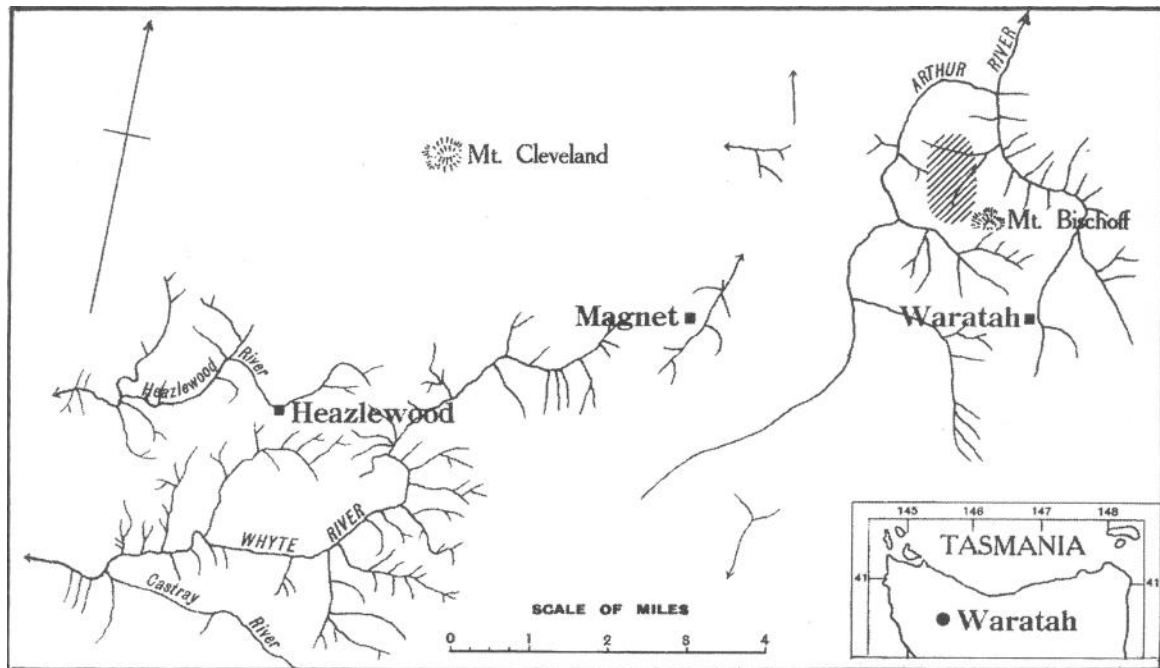 ARTHUR
RIVER
Mt. Cleveland
Mt. Bischoff
Magnet
Waratah
Heazlewood
River
Heazlewood
WHYTE
RIVER
Castray
River
SCALE OF MILES
0 1 2 3 4
145 146 147 148
TASMANIA
41 41
Waratah